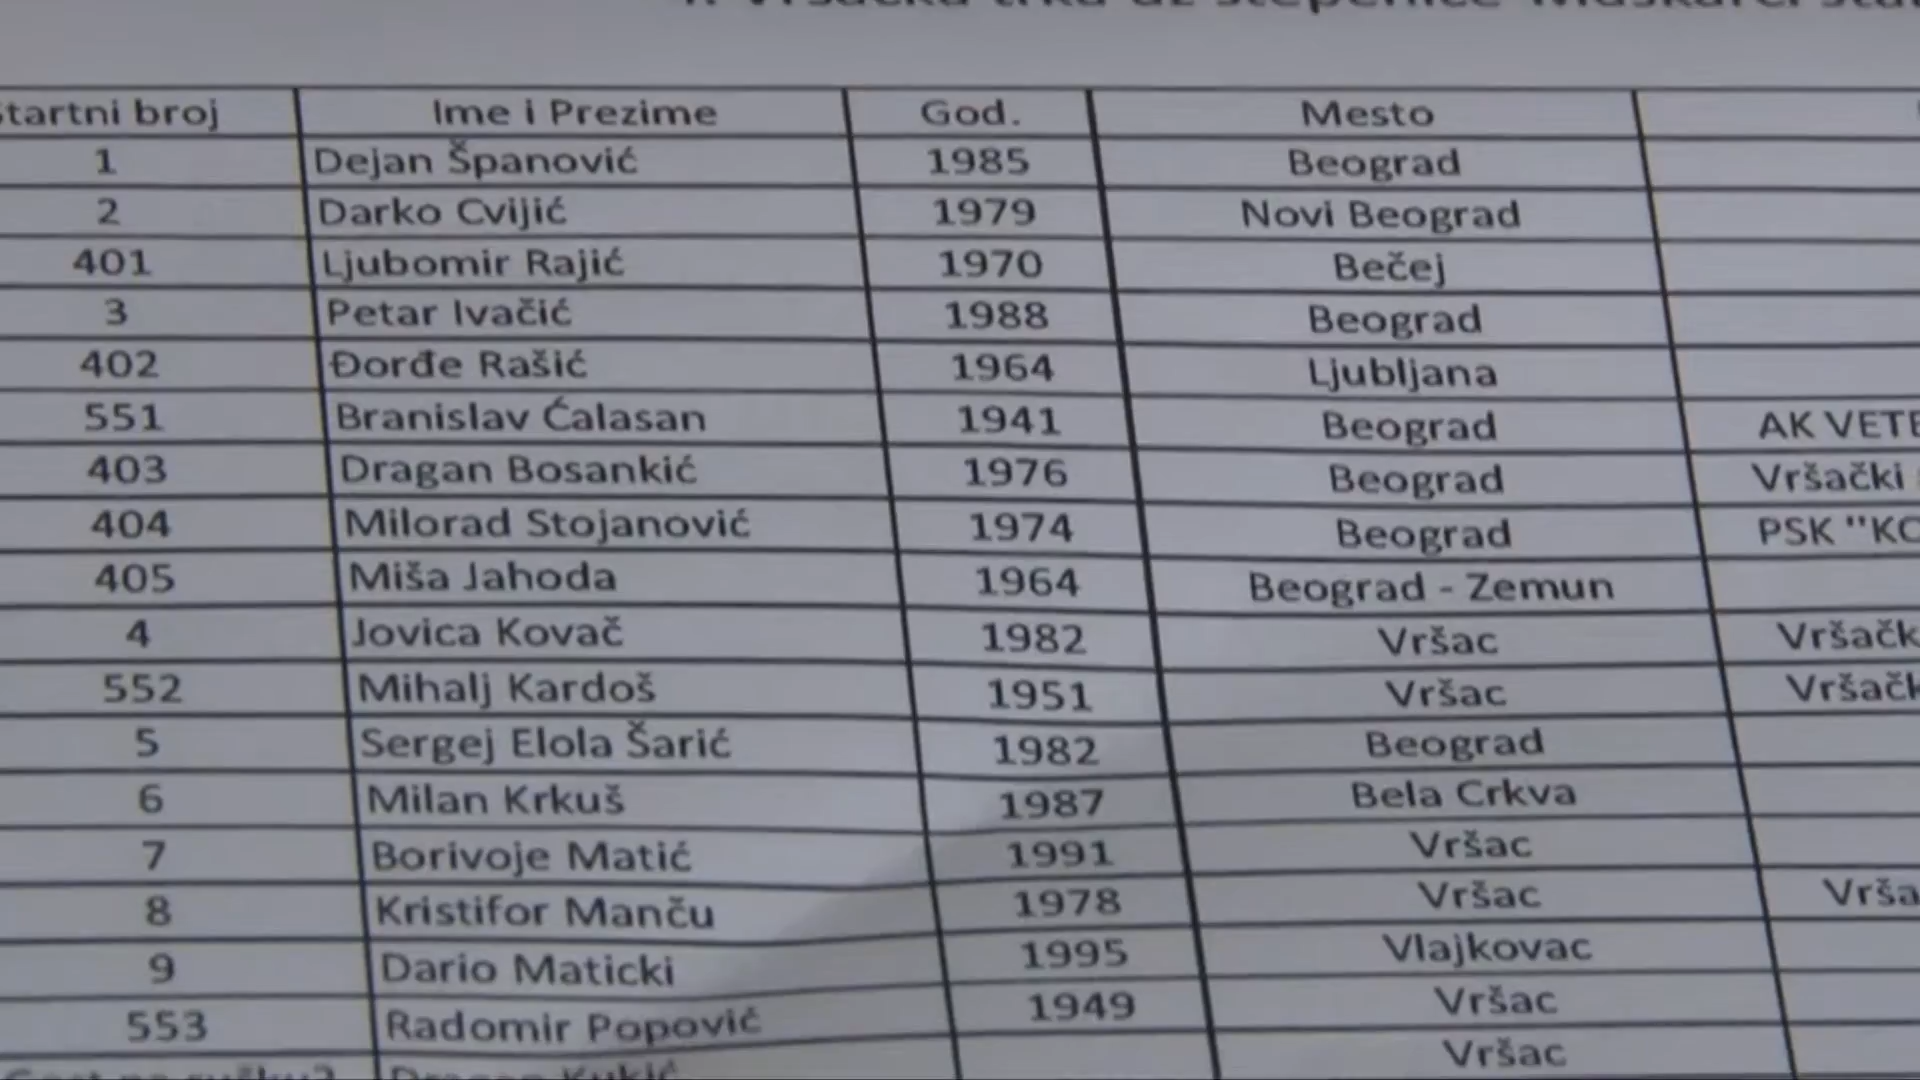 tartni broj Ime i Prezime God. Mesto
1 Dejan Španović 1985 Beograd
2 Darko Cvijić 1979 Novi Beograd
401 Ljubomir Rajić 1970 Bečej
3 Petar Ivačić 1988 Beograd
402 Đorđe Rašić 1964 Ljubljana
551 Branislav Ćalasan 1941 Beograd AK VETE
403 Dragan Bosankić 1976 Beograd Vršački
404 Milorad Stojanović 1974 Beograd PSK "KO
405 Miša Jahoda 1964 Beograd - Zemun
4 Jovica Kovač 1982 Vršac Vršačk
552 Mihalj Kardoš 1951 Vršac Vršačk
5 Sergej Elola Šarić 1982 Beograd
6 Milan Krkuš 1987 Bela Crkva
7 Borivoje Matić 1991 Vršac
8 Kristifor Manču 1978 Vršac Vrša
9 Dario Maticki 1995 Vlajkovac
553 Radomir Popović 1949 Vršac
Dragan Kukić Vršac